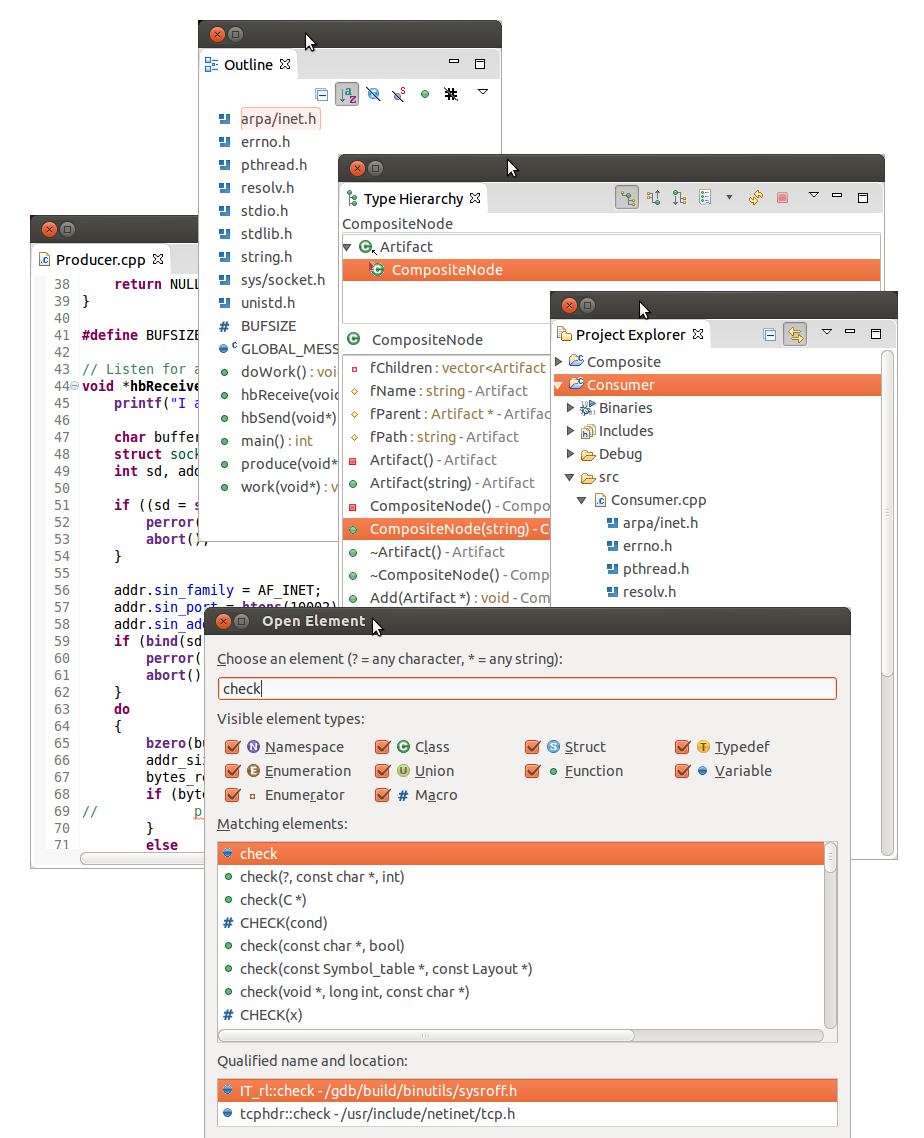 Outline
arpa/inet.h
errno.h
pthread.h
resolv.h
stdio.h
stdlib.h
string.h
sys/socket.h
unistd.h
# BUFSIZE
GLOBAL_MESS
doWork() : voi
hbReceive(voi
hbSend(void*)
main() : int
produce(void*
work(void*) : v
Type Hierarchy
CompositeNode
Artifact
CompositeNode
CompositeNode
fChildren : vector<Artifact
fName : string - Artifact
fParent : Artifact * - Artifac
fPath : string - Artifact
Artifact() - Artifact
Artifact(string) - Artifact
CompositeNode() - Compo
CompositeNode(string) - C
~Artifact() - Artifact
~CompositeNode() - Comp
Add(Artifact *) : void - Com
Producer.cpp
38 return NULL
39 }
40
41 #define BUFSIZE
42
43 // Listen for a
44 void *hbReceive
45 printf("I a
46
47 char buffer
48 struct sock
49 int sd, add
50
51 if ((sd = s
52 perror(
53 abort();
54 }
55
56 addr.sin_family = AF_INET;
57 addr.sin_port = htons(10002)
58 addr.sin_add
59 if (bind(sd
60 perror(
61 abort()
62 }
63 do
64 {
65 bzero(bu
66 addr_siz
67 bytes_re
68 if (byte
69 // p
70 }
71 else
Project Explorer
Composite
Consumer
Binaries
Includes
Debug
src
Consumer.cpp
arpa/inet.h
errno.h
pthread.h
resolv.h
Open Element
Choose an element (? = any character, * = any string):
check
Visible element types:
Namespace Class Struct Typedef
Enumeration Union Function Variable
Enumerator # Macro
Matching elements:
check
check(?, const char *, int)
check(C *)
# CHECK(cond)
check(const char *, bool)
check(const Symbol_table *, const Layout *)
check(void *, long int, const char *)
# CHECK(x)
Qualified name and location:
IT_rl::check - /gdb/build/binutils/sysroff.h
tcphdr::check - /usr/include/netinet/tcp.h